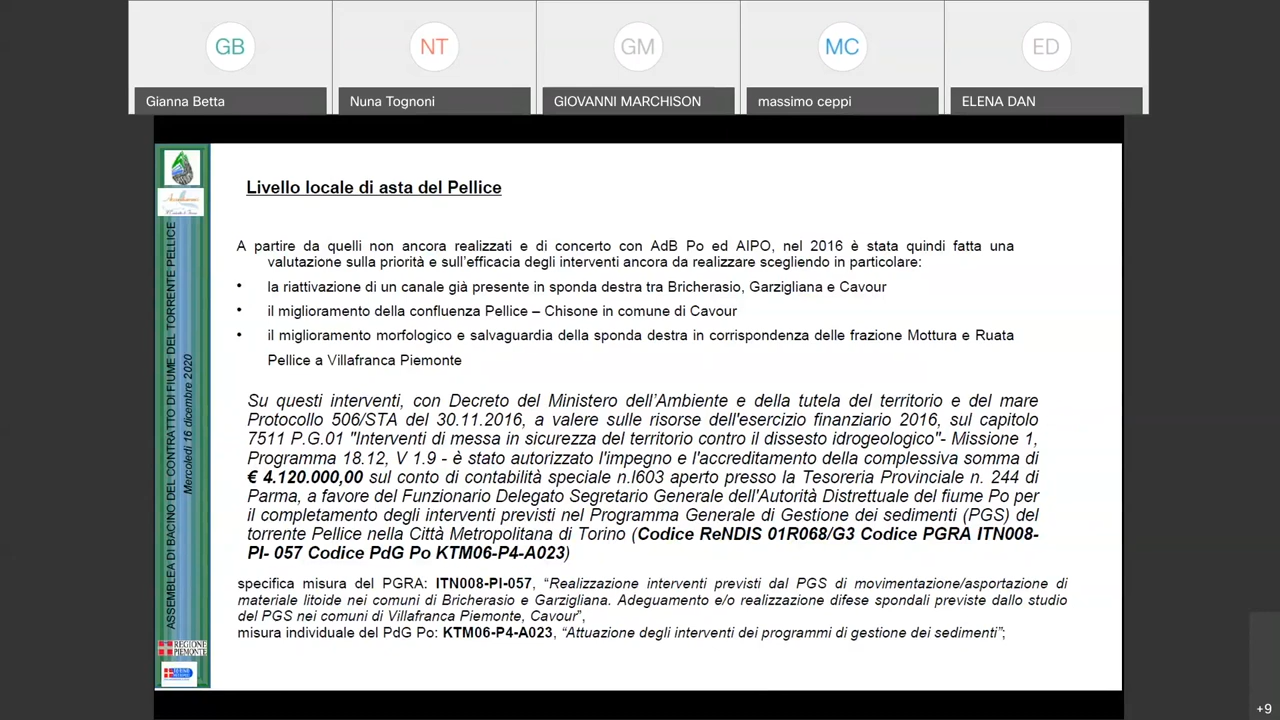 GB
NT
GM
MC
ED
Gianna Betta
Nuna Tognoni
GIOVANNI MARCHISON
massimo ceppi
ELENA DAN
Livello locale di asta del Pellice
A partire da quelli non ancora realizzati e di concerto con AdB Po ed AIPO, nel 2016 è stata quindi fatta una
valutazione sulla priorità e sull'efficacia degli interventi ancora da realizzare scegliendo in particolare:
• la riattivazione di un canale già presente in sponda destra tra Bricherasio, Garzigliana e Cavour
• il miglioramento della confluenza Pellice – Chisone in comune di Cavour
• il miglioramento morfologico e salvaguardia della sponda destra in corrispondenza delle frazione Mottura e Ruata
Pellice a Villafranca Piemonte
Su questi interventi, con Decreto del Ministero dell'Ambiente e della tutela del territorio e del mare
Protocollo 506/STA del 30.11.2016, a valere sulle risorse dell'esercizio finanziario 2016, sul capitolo
7511 P.G.01 "Interventi di messa in sicurezza del territorio contro il dissesto idrogeologico"- Missione 1,
Programma 18.12, V 1.9 - è stato autorizzato l'impegno e l'accreditamento della complessiva somma di
€ 4.120.000,00 sul conto di contabilità speciale n.I603 aperto presso la Tesoreria Provinciale n. 244 di
Parma, a favore del Funzionario Delegato Segretario Generale dell'Autorità Distrettuale del fiume Po per
il completamento degli interventi previsti nel Programma Generale di Gestione dei sedimenti (PGS) del
torrente Pellice nella Città Metropolitana di Torino (Codice ReNDIS 01R068/G3 Codice PGRA ITN008-
PI- 057 Codice PdG Po KTM06-P4-A023)
specifica misura del PGRA: ITN008-PI-057, “Realizzazione interventi previsti dal PGS di movimentazione/asportazione di
materiale litoide nei comuni di Bricherasio e Garzigliana. Adeguamento e/o realizzazione difese spondali previste dallo studio
del PGS nei comuni di Villafranca Piemonte, Cavour”,
misura individuale del PdG Po: KTM06-P4-A023, “Attuazione degli interventi dei programmi di gestione dei sedimenti”;
ASSEMBLEA DI BACINO DEL CONTRATTO DI FIUME DEL TORRENTE PELLICE
Mercoledì 16 dicembre 2020
REGIONE
PIEMONTE
+9